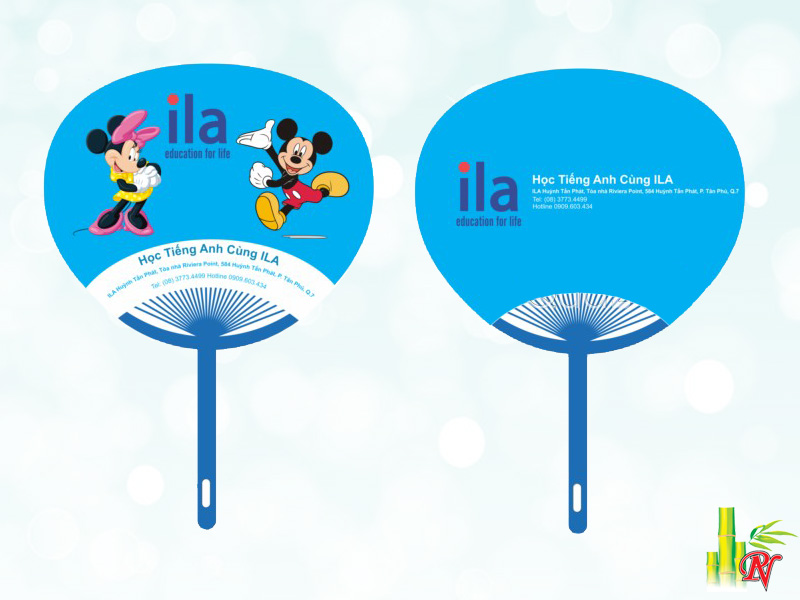 ila
education for life
Học Tiếng Anh Cùng ILA
ILA Huỳnh Tấn Phát, Tòa nhà Riviera Point, 584 Huỳnh Tấn Phát, P. Tân Phú, Q.7
Tel: (08) 3773.4499 Hotline 0909.603.434
ila
education for life
Học Tiếng Anh Cùng ILA
ILA Huỳnh Tấn Phát, Tòa nhà Riviera Point, 584 Huỳnh Tấn Phát, P. Tân Phú, Q.7
Tel: (08) 3773.4499
Hotline 0909.603.434